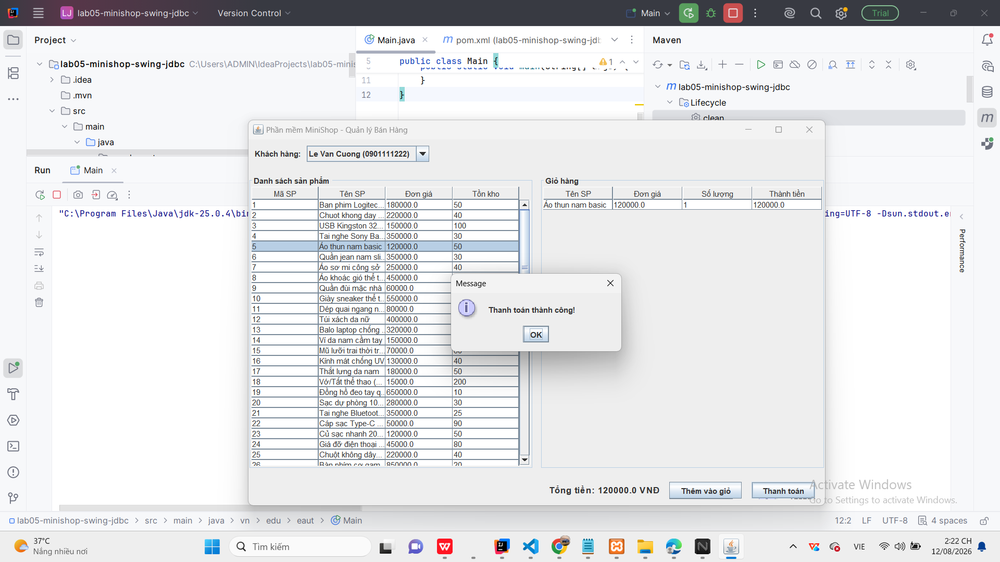 LJ lab05-minishop-swing-jdbc Version Control Main Trial
Project
lab05-minishop-swing-jdbc C:\Users\ADMIN\IdeaProjects\lab05-minis
.idea
.mvn
src
main
java
Main.java pom.xml (lab05-minishop-swing-jdb
5 public class Main {
11 }
12 }
1
Maven
lab05-minishop-swing-jdbc
Lifecycle
clean
Run Main
"C:\Program Files\Java\jdk-25.0.4\bin
ing=UTF-8 -Dsun.stdout.en
Performance
Phần mềm MiniShop - Quản lý Bán Hàng
Khách hàng: Le Van Cuong (0901111222)
Danh sách sản phẩm
Mã SP Tên SP Đơn giá Tồn kho
1 Ban phim Logitec... 180000.0 50
2 Chuot khong day ... 220000.0 40
3 USB Kingston 32... 150000.0 100
4 Tai nghe Sony Ba... 350000.0 30
5 Áo thun nam basic 120000.0 50
6 Quần jean nam sli... 350000.0 30
7 Áo sơ mi công sở 250000.0 40
8 Áo khoác gió thể t... 450000.0
9 Quần đùi mặc nhà 60000.0
10 Giày sneaker thể t... 550000.0
11 Dép quai ngang n... 80000.0
12 Túi xách da nữ 400000.0
13 Balo laptop chống ... 320000.0
14 Ví da nam cầm tay 150000.0
15 Mũ lưỡi trai thời tr... 70000.0
16 Kính mát chống UV 130000.0 40
17 Thắt lưng da nam 180000.0 50
18 Vớ/Tất thể thao (... 15000.0 200
19 Đồng hồ đeo tay q... 650000.0 10
20 Sạc dự phòng 10... 280000.0 30
21 Tai nghe Bluetoot... 350000.0 25
22 Cáp sạc Type-C ... 50000.0 90
23 Củ sạc nhanh 20... 120000.0 50
24 Giá đỡ điện thoại ... 45000.0 80
25 Chuột không dây... 220000.0 40
26 Bàn phím cơ gam... 850000.0 20
Giỏ hàng
Tên SP Đơn giá Số lượng Thành tiền
Áo thun nam basic 120000.0 1 120000.0
Message
Thanh toán thành công!
OK
Tổng tiền: 120000.0 VNĐ Thêm vào giỏ Thanh toán
Activate Windows
Go to Settings to activate Windows.
lab05-minishop-swing-jdbc > src > main > java > vn > edu > eaut > Main
12:2 LF UTF-8 4 spaces
37°C
Nắng nhiều nơi
Tìm kiếm
VIE
2:22 CH
12/08/2026